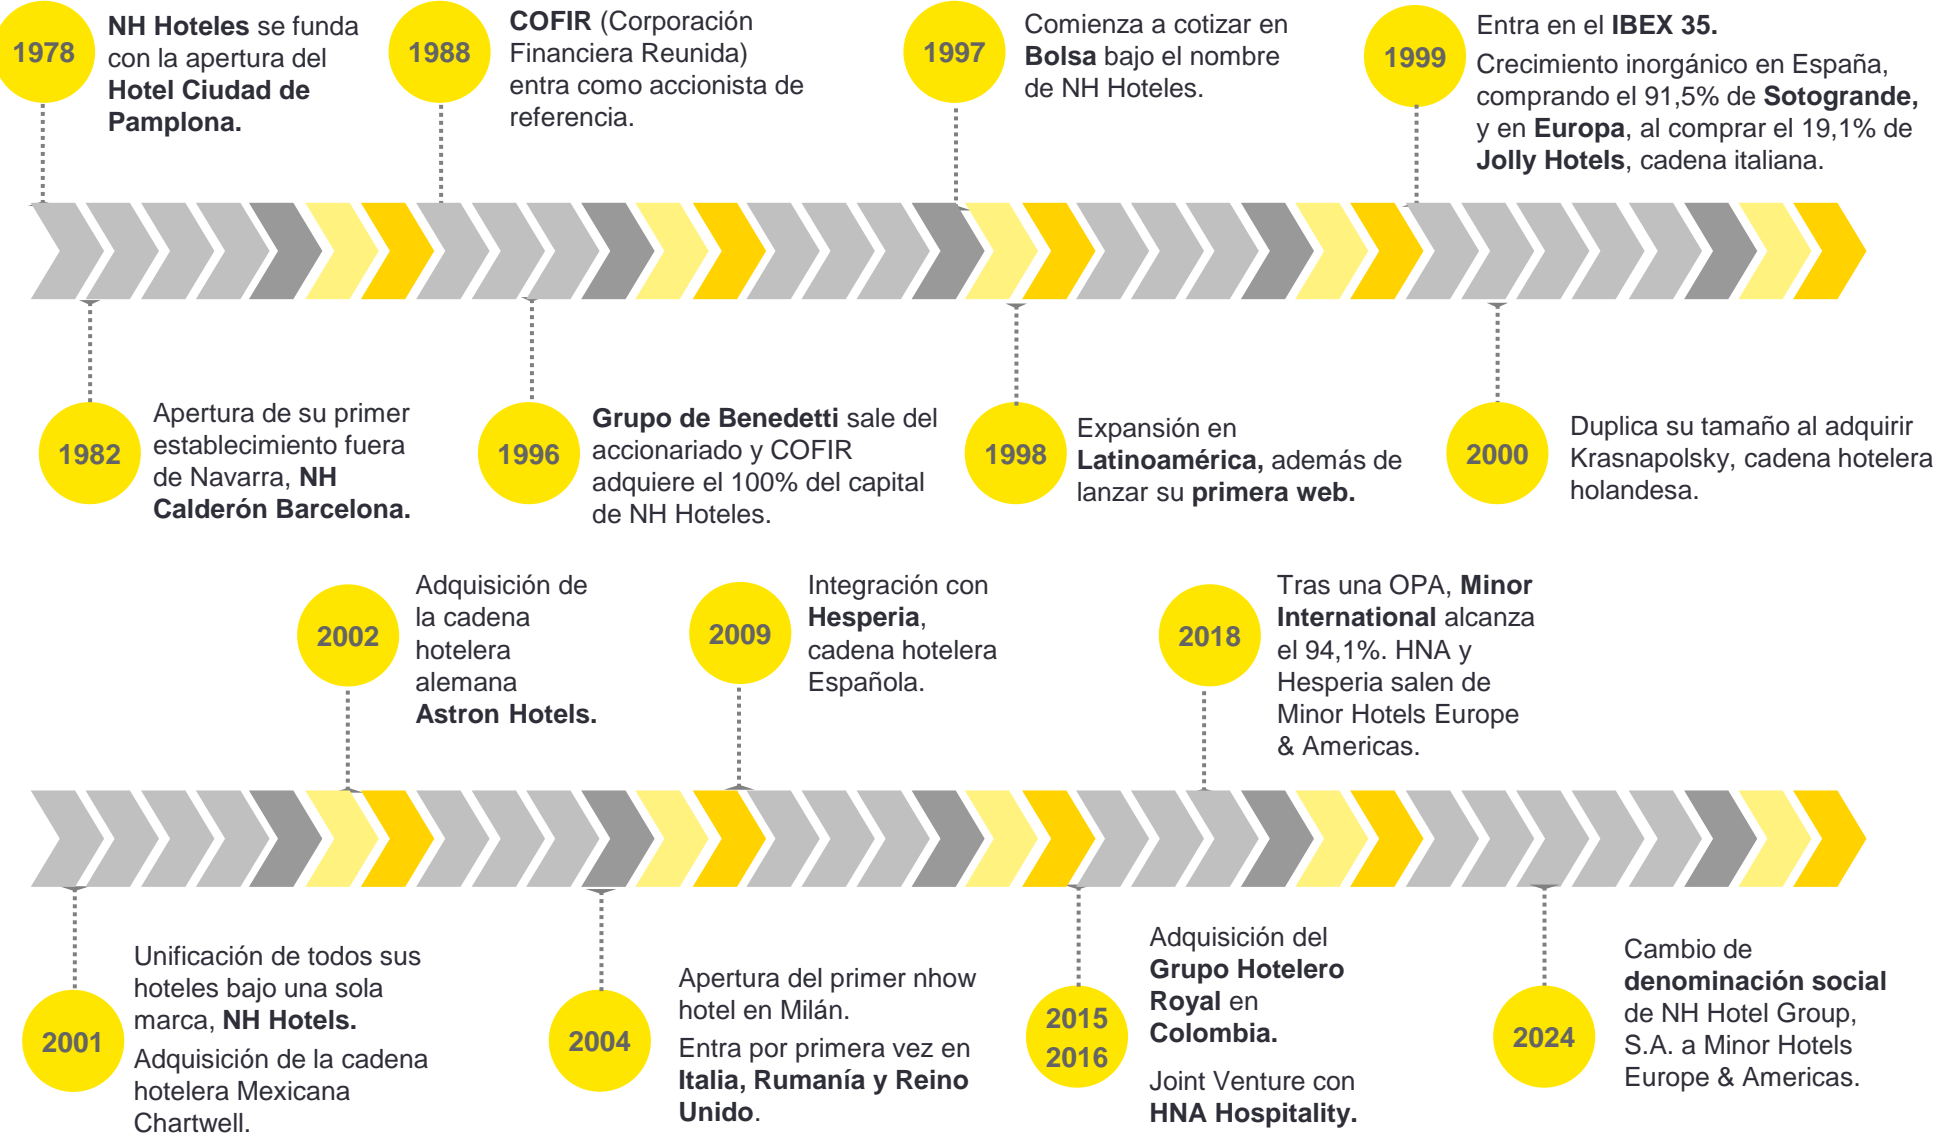 1978
NH Hoteles se funda
con la apertura del
Hotel Ciudad de
Pamplona.
1988
COFIR (Corporación
Financiera Reunida)
entra como accionista de
referencia.
1997
Comienza a cotizar en
Bolsa bajo el nombre
de NH Hoteles.
1999
Entra en el IBEX 35.
Crecimiento inorgánico en España,
comprando el 91,5% de Sotogrande,
y en Europa, al comprar el 19,1% de
Jolly Hotels, cadena italiana.
1982
Apertura de su primer
establecimiento fuera
de Navarra, NH
Calderón Barcelona.
1996
Grupo de Benedetti sale del
accionariado y COFIR
adquiere el 100% del capital
de NH Hoteles.
1998
Expansión en
Latinoamérica, además de
lanzar su primera web.
2000
Duplica su tamaño al adquirir
Krasnapolsky, cadena hotelera
holandesa.
2002
Adquisición de
la cadena
hotelera
alemana
Astron Hotels.
2009
Integración con
Hesperia,
cadena hotelera
Española.
2018
Tras una OPA, Minor
International alcanza
el 94,1%. HNA y
Hesperia salen de
Minor Hotels Europe
& Americas.
2001
Unificación de todos sus
hoteles bajo una sola
marca, NH Hotels.
Adquisición de la cadena
hotelera Mexicana
Chartwell.
2004
Apertura del primer nhow
hotel en Milán.
Entra por primera vez en
Italia, Rumanía y Reino
Unido.
2015
2016
Adquisición del
Grupo Hotelero
Royal en
Colombia.
Joint Venture con
HNA Hospitality.
2024
Cambio de
denominación social
de NH Hotel Group,
S.A. a Minor Hotels
Europe & Americas.